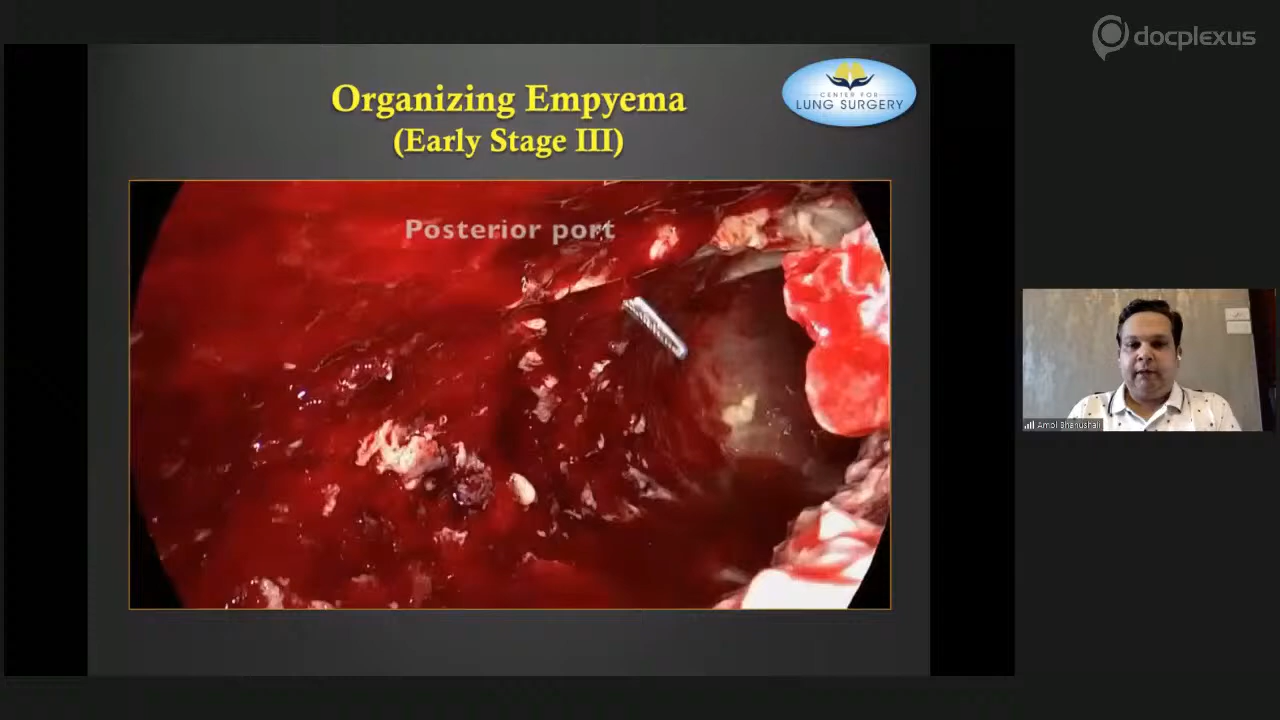 docplexus
Organizing Empyema
(Early Stage III)
CENTER FOR
LUNG SURGERY
Posterior port
Amol Bhanushali